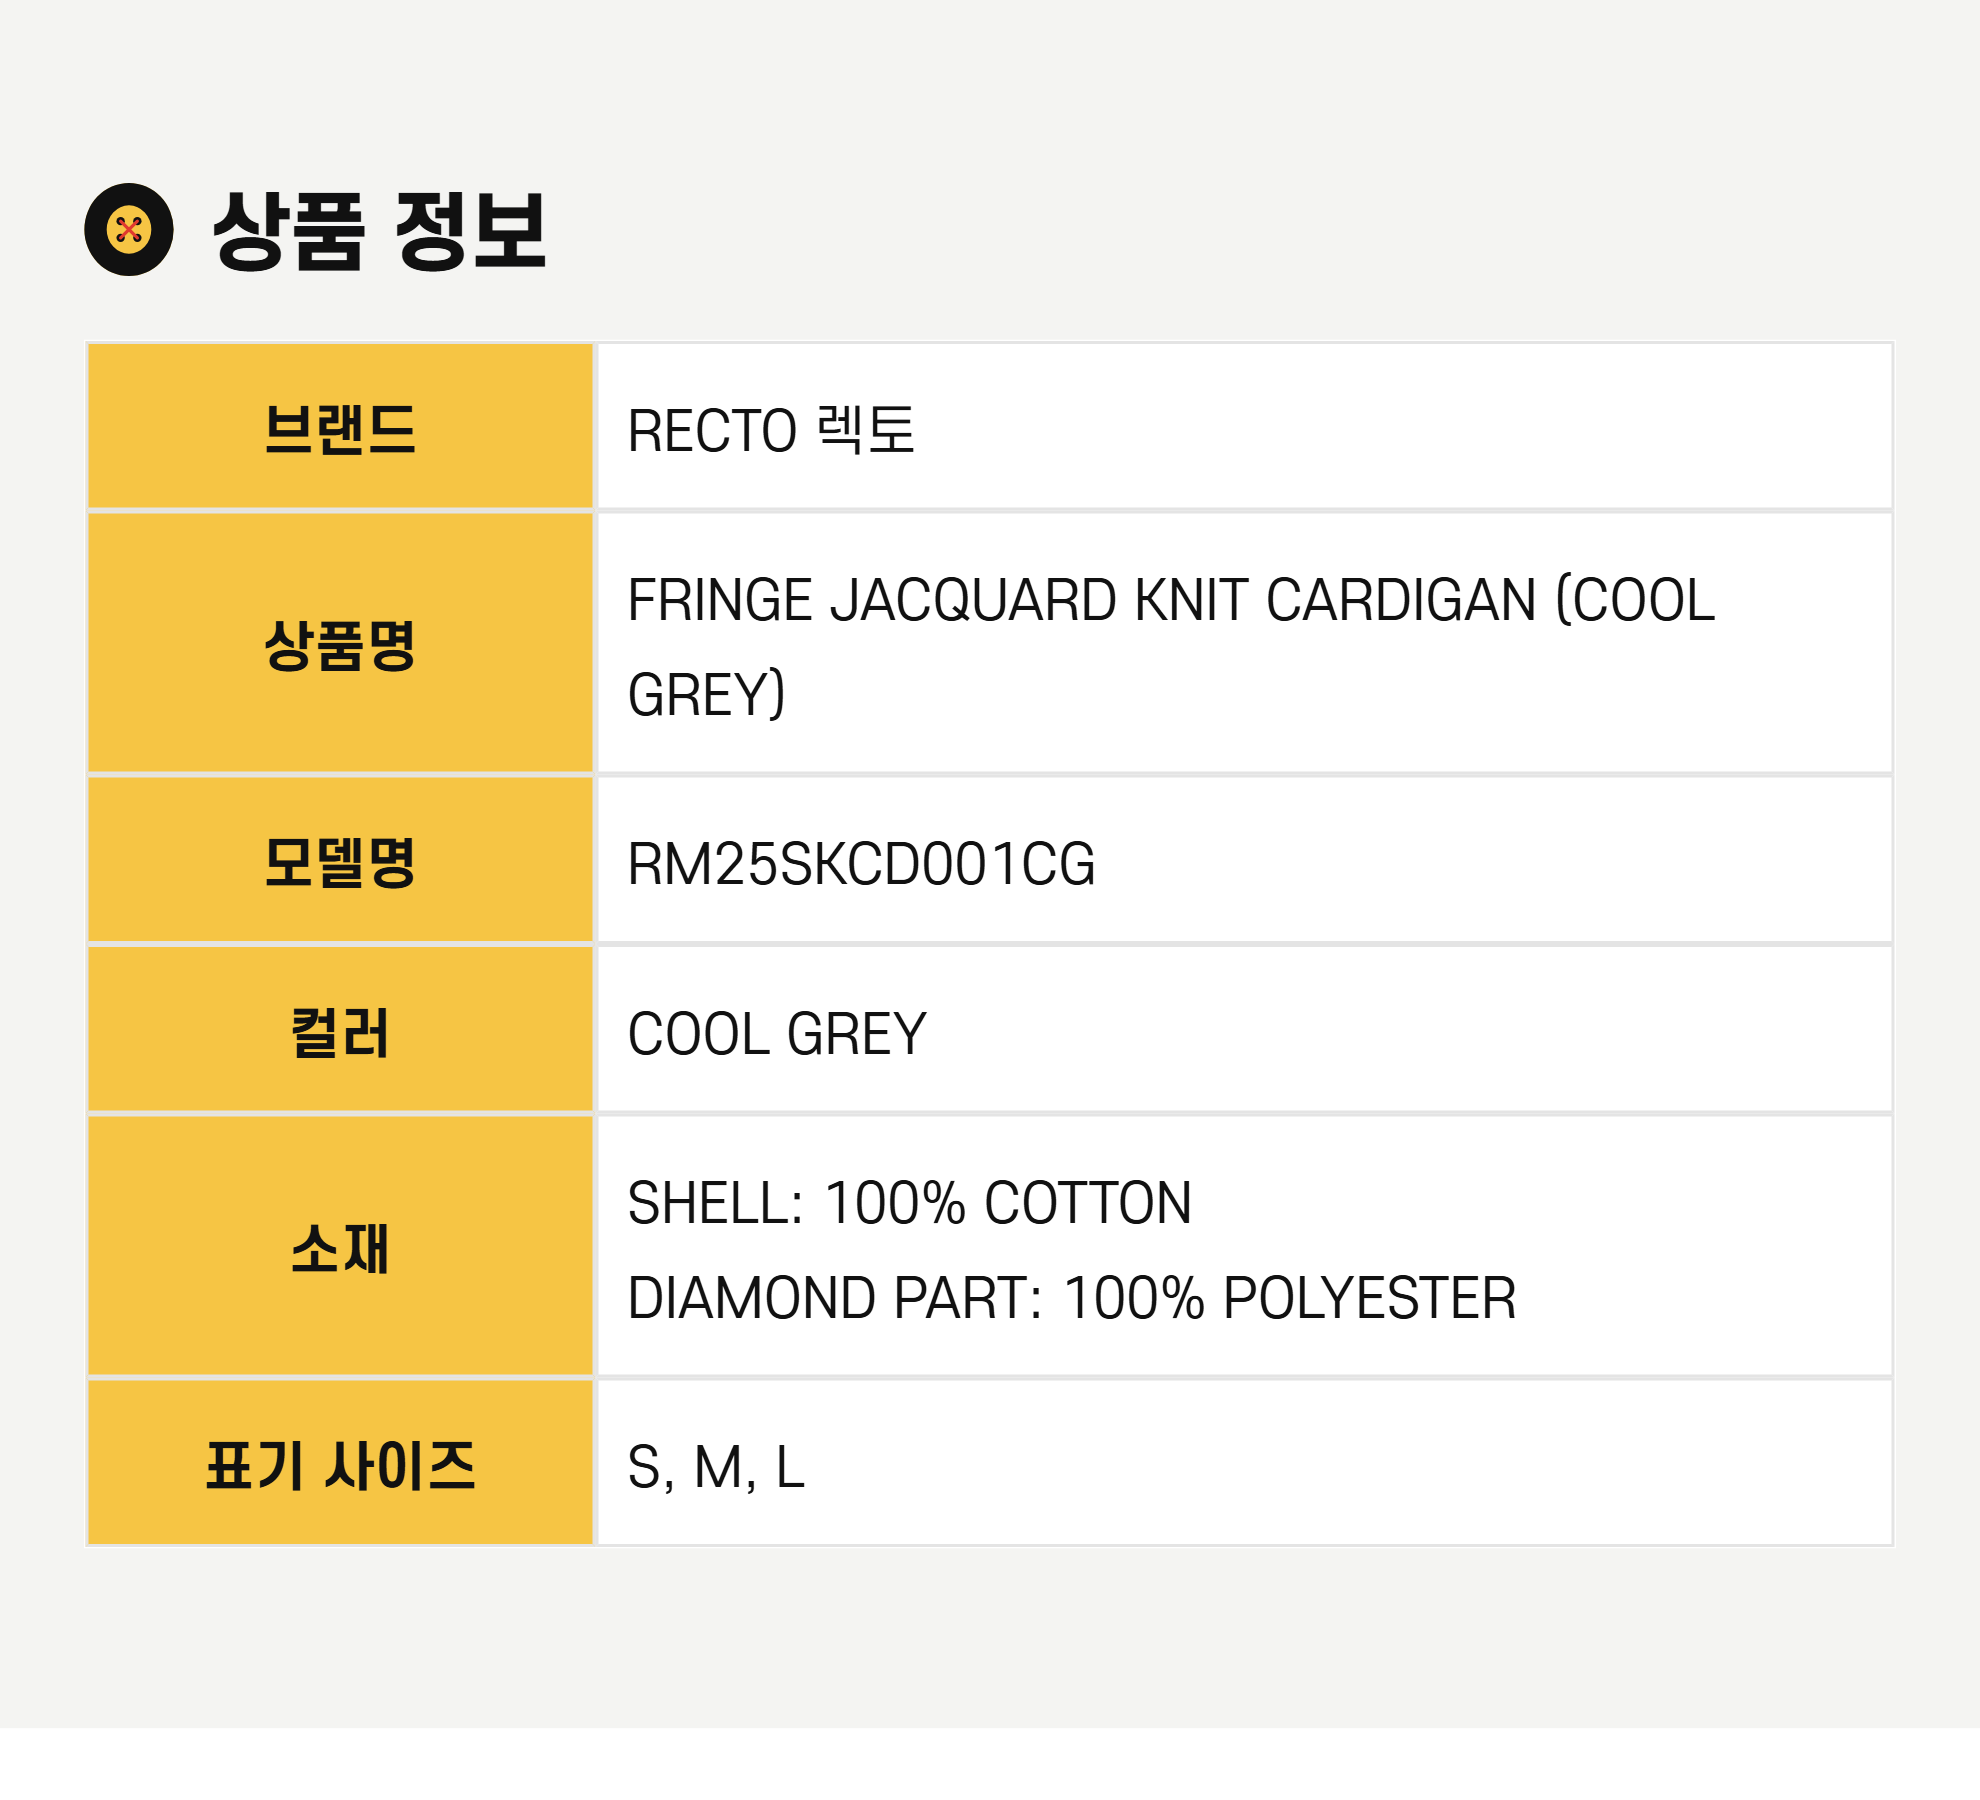 상품 정보
브랜드
RECTO 렉토
상품명
FRINGE JACQUARD KNIT CARDIGAN (COOL
GREY)
모델명
RM25SKCD001CG
컬러
COOL GREY
소재
SHELL: 100% COTTON
DIAMOND PART: 100% POLYESTER
표기 사이즈
S, M, L